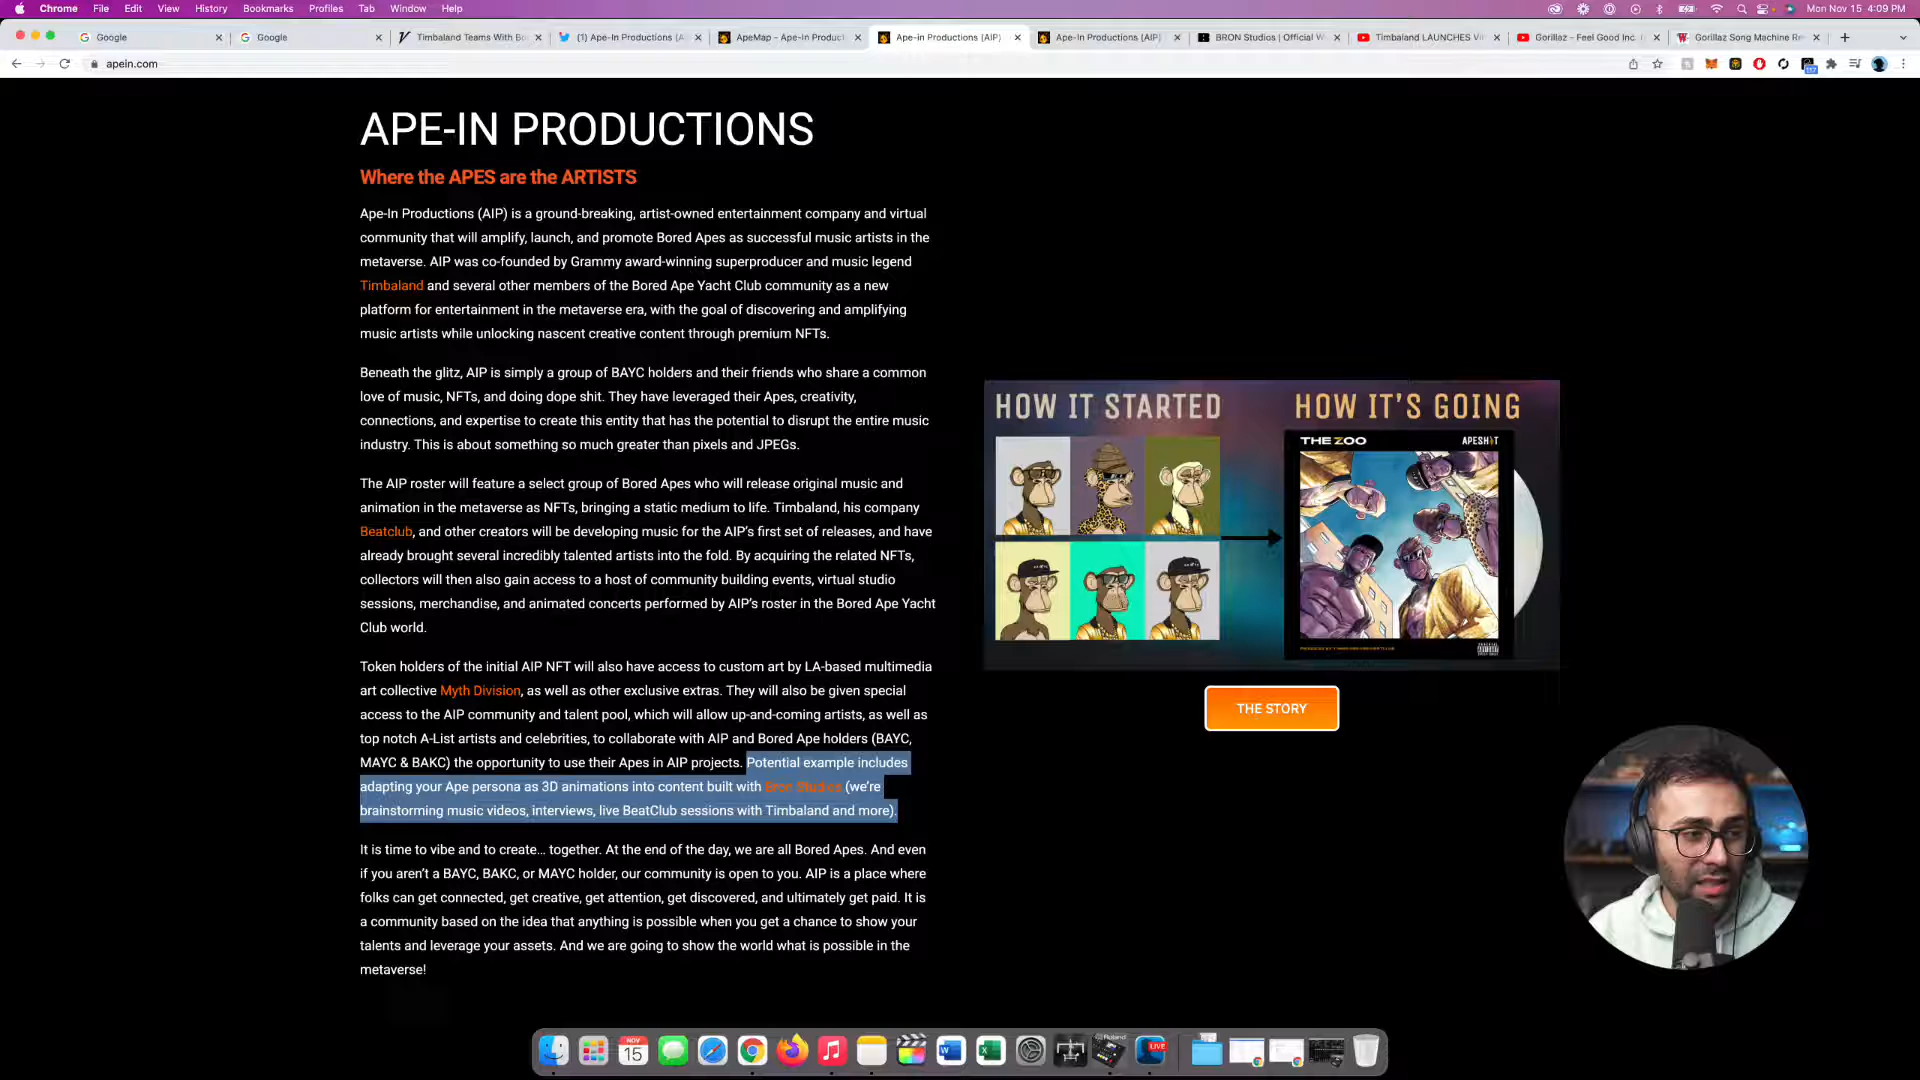 Chrome File Edit View History Bookmarks Profiles Tab Window Help
Mon Nov 15 4:09 PM
Google
Google
Timbaland Teams With Bo
(1) Ape-In Productions (A
ApeMap - Ape-In Product
Ape-in Productions (AIP)
Ape-In Productions (AIP)
BRON Studios | Official W
Timbaland LAUNCHES Vi
Gorillaz - Feel Good Inc.
Gorillaz Song Machine Re
apein.com
APE-IN PRODUCTIONS
Where the APES are the ARTISTS
Ape-In Productions (AIP) is a ground-breaking, artist-owned entertainment company and virtual
community that will amplify, launch, and promote Bored Apes as successful music artists in the
metaverse. AIP was co-founded by Grammy award-winning superproducer and music legend
Timbaland and several other members of the Bored Ape Yacht Club community as a new
platform for entertainment in the metaverse era, with the goal of discovering and amplifying
music artists while unlocking nascent creative content through premium NFTs.
Beneath the glitz, AIP is simply a group of BAYC holders and their friends who share a common
love of music, NFTs, and doing dope shit. They have leveraged their Apes, creativity,
connections, and expertise to create this entity that has the potential to disrupt the entire music
industry. This is about something so much greater than pixels and JPEGs.
The AIP roster will feature a select group of Bored Apes who will release original music and
animation in the metaverse as NFTs, bringing a static medium to life. Timbaland, his company
Beatclub, and other creators will be developing music for the AIP's first set of releases, and have
already brought several incredibly talented artists into the fold. By acquiring the related NFTs,
collectors will then also gain access to a host of community building events, virtual studio
sessions, merchandise, and animated concerts performed by AIP's roster in the Bored Ape Yacht
Club world.
Token holders of the initial AIP NFT will also have access to custom art by LA-based multimedia
art collective Myth Division, as well as other exclusive extras. They will also be given special
access to the AIP community and talent pool, which will allow up-and-coming artists, as well as
top notch A-List artists and celebrities, to collaborate with AIP and Bored Ape holders (BAYC,
MAYC & BAKC) the opportunity to use their Apes in AIP projects. Potential example includes
adapting your Ape persona as 3D animations into content built with Bron Studios (we're
brainstorming music videos, interviews, live BeatClub sessions with Timbaland and more).
It is time to vibe and to create… together. At the end of the day, we are all Bored Apes. And even
if you aren't a BAYC, BAKC, or MAYC holder, our community is open to you. AIP is a place where
folks can get connected, get creative, get attention, get discovered, and ultimately get paid. It is
a community based on the idea that anything is possible when you get a chance to show your
talents and leverage your assets. And we are going to show the world what is possible in the
metaverse!
HOW IT STARTED
HOW IT'S GOING
THE ZOO
APESH!T
THE STORY
NOV
15
LIVE